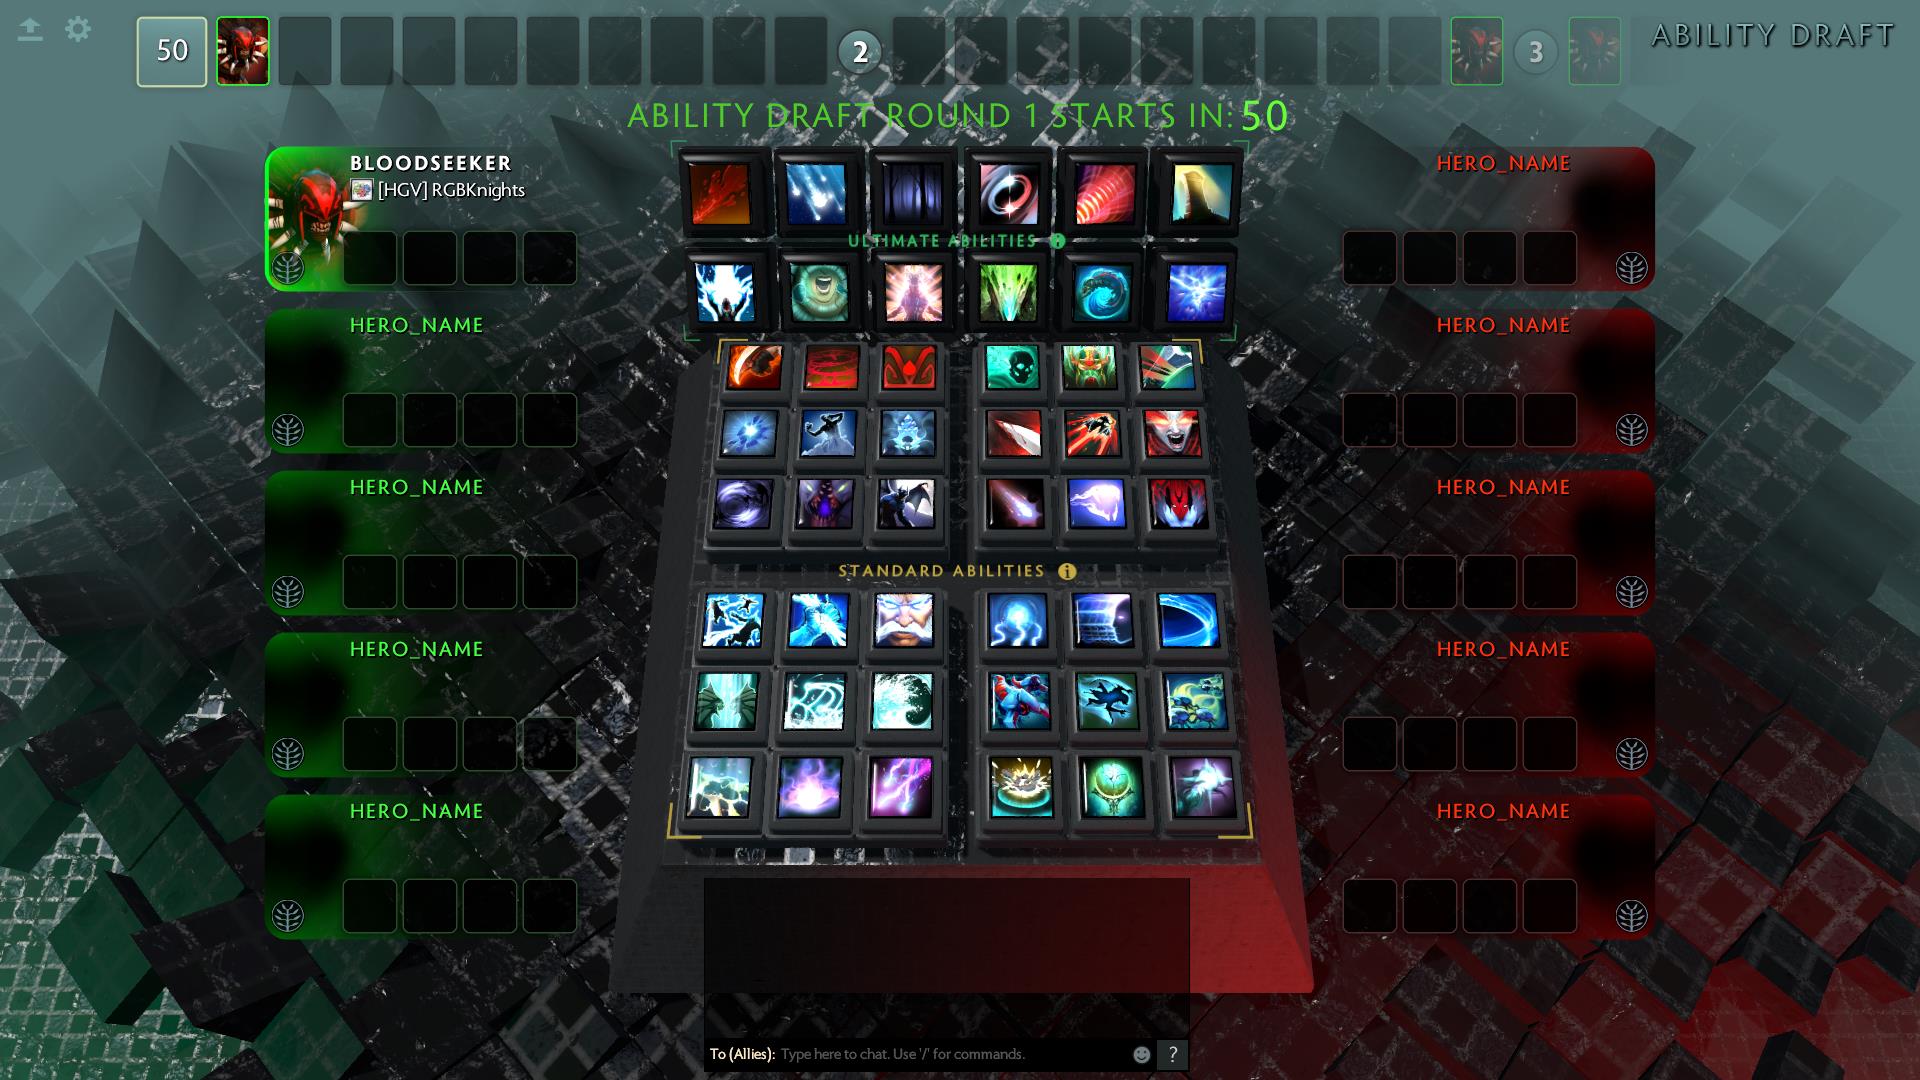 50
2
3
ABILITY DRAFT
ABILITY DRAFT ROUND 1 STARTS IN: 50
BLOODSEEKER
[HGV] RGBKnights
HERO_NAME
HERO_NAME
HERO_NAME
HERO_NAME
ULTIMATE ABILITIES i
STANDARD ABILITIES i
HERO_NAME
HERO_NAME
HERO_NAME
HERO_NAME
HERO_NAME
To (Allies): Type here to chat. Use '/' for commands.
?